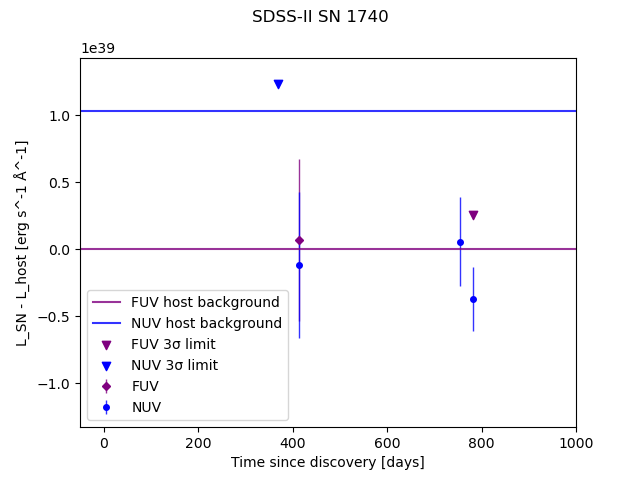 SDSS-II SN 1740
1e39
1.0
0.5
0.0
−0.5
−1.0
L_SN - L_host [erg s^-1 Å^-1]
FUV host background
NUV host background
FUV 3σ limit
NUV 3σ limit
FUV
NUV
0 200 400 600 800 1000
Time since discovery [days]